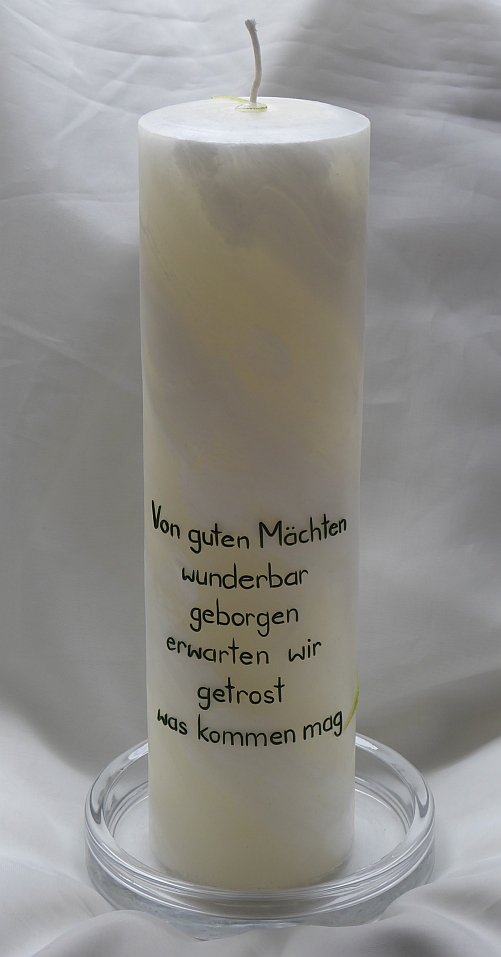 Von guten Mächten
wunderbar
geborgen
erwarten wir
getrost
was kommen mag